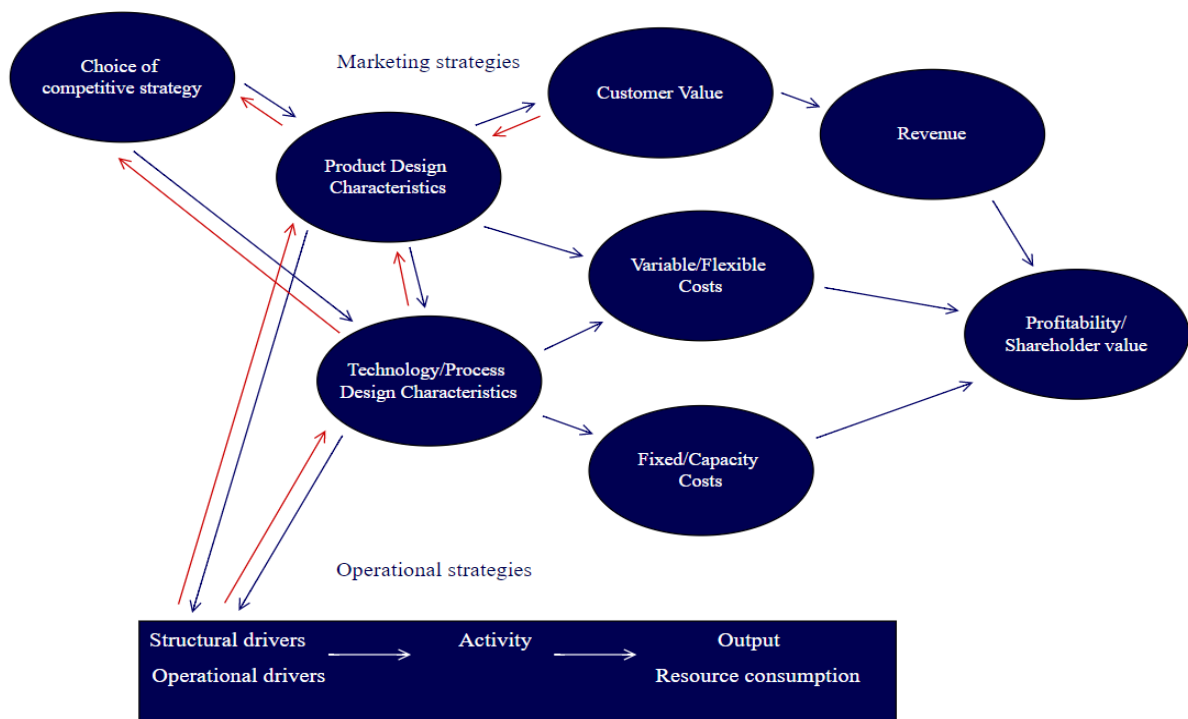 Choice of
competitive strategy
Marketing strategies
Customer Value
Revenue
Product Design
Characteristics
Variable/Flexible
Costs
Profitability/
Shareholder value
Technology/Process
Design Characteristics
Fixed/Capacity
Costs
Operational strategies
Structural drivers
Activity
Output
Operational drivers
Resource consumption